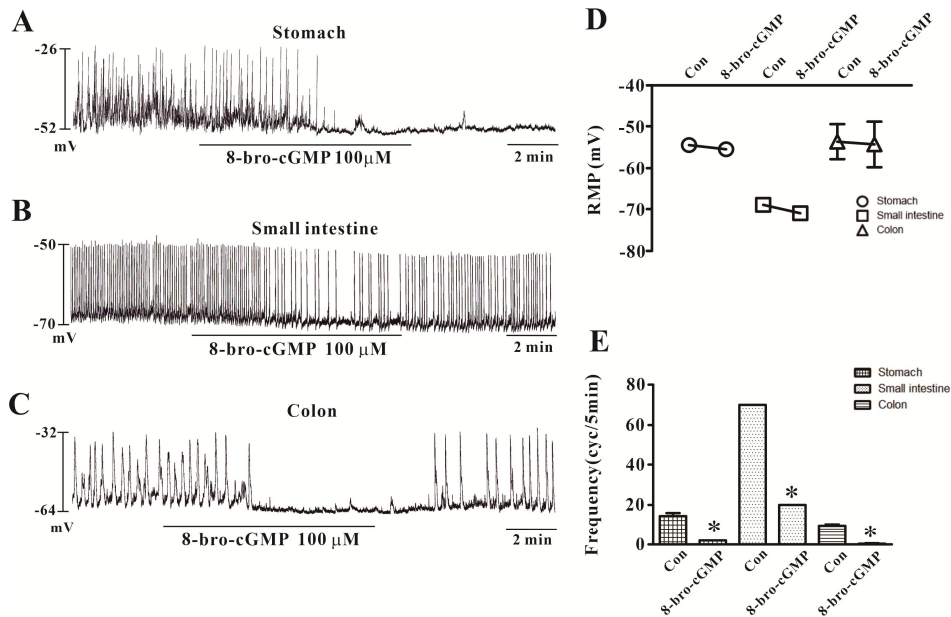 A
Stomach
-26
-52
mV
8-bro-cGMP 100μM
2 min
B
Small intestine
-50
-70
mV
8-bro-cGMP 100 μM
2 min
C
Colon
-32
-64
mV
8-bro-cGMP 100 μM
2 min
D
Con
8-bro-cGMP
Con
8-bro-cGMP
Con
8-bro-cGMP
RMP (mV)
-40
-50
-60
-70
-80
Stomach
Small intestine
Colon
E
Stomach
Small intestine
Colon
Frequency(cyc/5min)
80
60
40
20
0
*
*
*
Con
8-bro-cGMP
Con
8-bro-cGMP
Con
8-bro-cGMP